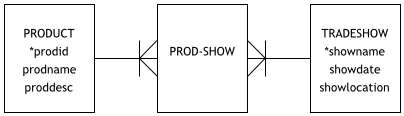 PRODUCT
*prodid
prodname
proddesc
PROD-SHOW
TRADESHOW
*showname
showdate
showlocation